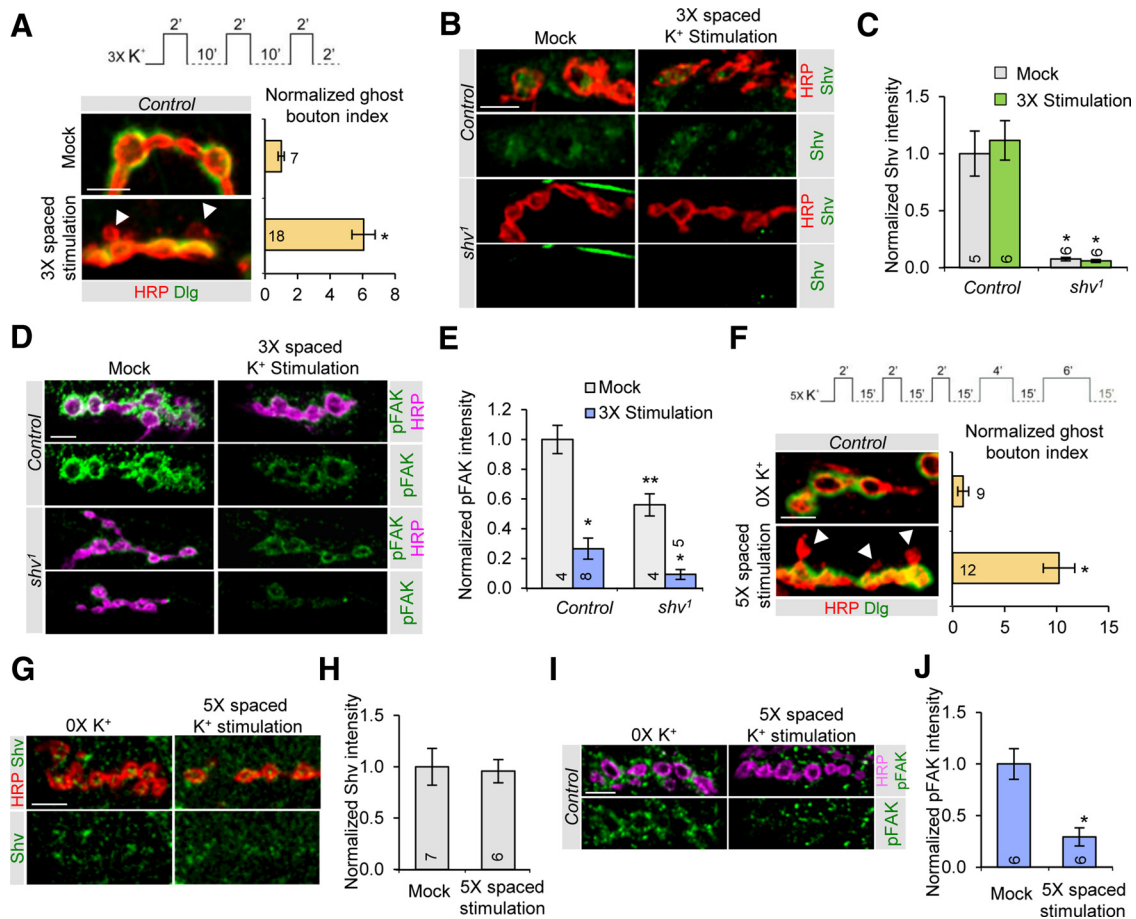 A
2' 2' 2'
3X K⁺ 10' 10' 2'
Control
Normalized ghost
bouton index
Mock
3X spaced
stimulation
7
18
*
HRP Dlg
0 2 4 6 8
B
Mock
3X spaced
K⁺ Stimulation
Control
shv¹
HRP Shv
Shv
HRP Shv
Shv
C
Mock
3X Stimulation
Normalized Shv intensity
1.5
1.0
0.5
0.0
5 6 * 6 * 6
Control shv¹
D
Mock
3X spaced
K⁺ Stimulation
Control
shv¹
pFAK HRP
pFAK
pFAK HRP
pFAK
E
Mock
3X Stimulation
Normalized pFAK intensity
1.2
1.0
0.8
0.6
0.4
0.2
0
4 * 8 ** 4 * 5
Control shv¹
F
2' 2' 2' 4' 6'
5X K⁺ 15' 15' 15' 15' 15'
Control
Normalized ghost
bouton index
0X K⁺
5X spaced
stimulation
9
12
*
HRP Dlg
0 5 10 15
G
0X K⁺
5X spaced
K⁺ stimulation
HRP Shv
Shv
H
Normalized Shv intensity
1.5
1.0
0.5
0.0
7 6
Mock 5X spaced
stimulation
I
0X K⁺
5X spaced
K⁺ stimulation
Control
HRP
pFAK
pFAK
J
Normalized pFAK intensity
1.5
1.0
0.5
0.0
6 * 6
Mock 5X spaced
stimulation